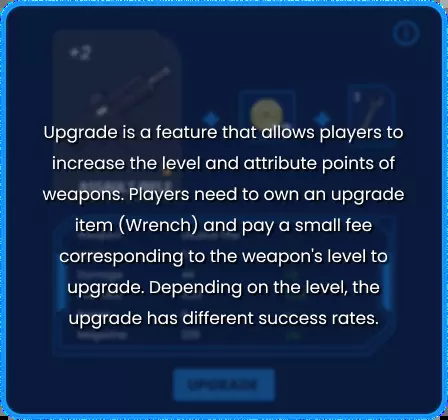 +2
Upgrade is a feature that allows players to
increase the level and attribute points of
weapons. Players need to own an upgrade
item (Wrench) and pay a small fee
corresponding to the weapon's level to
upgrade. Depending on the level, the
upgrade has different success rates.
UPGRADE